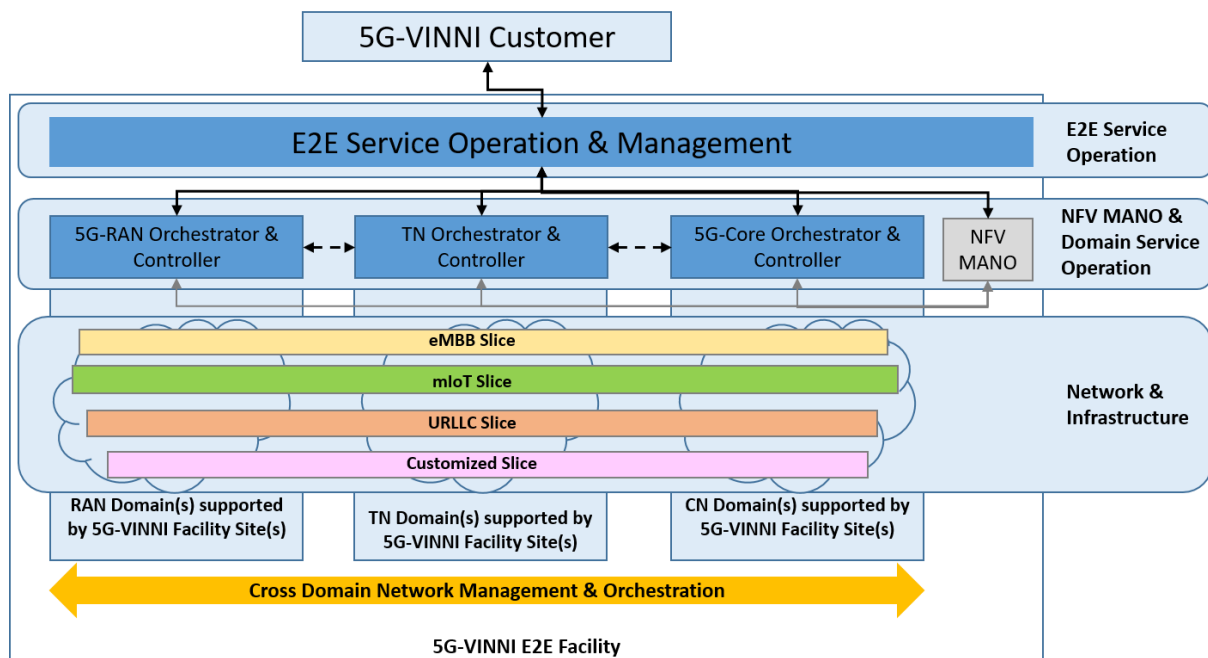 5G-VINNI Customer
E2E Service Operation & Management
E2E Service
Operation
5G-RAN Orchestrator &
Controller
TN Orchestrator &
Controller
5G-Core Orchestrator &
Controller
NFV
MANO
NFV MANO &
Domain Service
Operation
eMBB Slice
mIoT Slice
URLLC Slice
Customized Slice
Network &
Infrastructure
RAN Domain(s) supported
by 5G-VINNI Facility Site(s)
TN Domain(s) supported by
5G-VINNI Facility Site(s)
CN Domain(s) supported by
5G-VINNI Facility Site(s)
Cross Domain Network Management & Orchestration
5G-VINNI E2E Facility